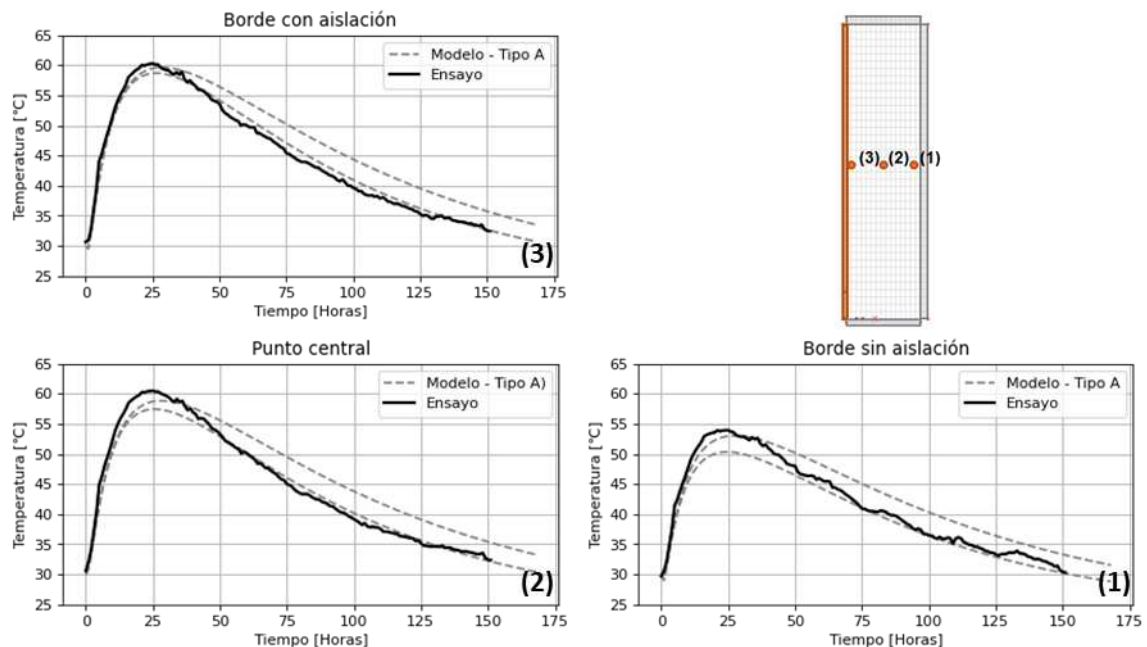 Borde con aislación
65
60
55
50
45
40
35
30
25
Temperatura [°C]
Modelo - Tipo A
Ensayo
0 25 50 75 100 125 150 175
Tiempo [Horas]
(3)
(3) (2) (1)
Punto central
65
60
55
50
45
40
35
30
25
Temperatura [°C]
Modelo - Tipo A)
Ensayo
0 25 50 75 100 125 150 175
Tiempo [Horas]
(2)
Borde sin aislación
65
60
55
50
45
40
35
30
25
Temperatura [°C]
Modelo - Tipo A
Ensayo
0 25 50 75 100 125 150 175
Tiempo [Horas]
(1)